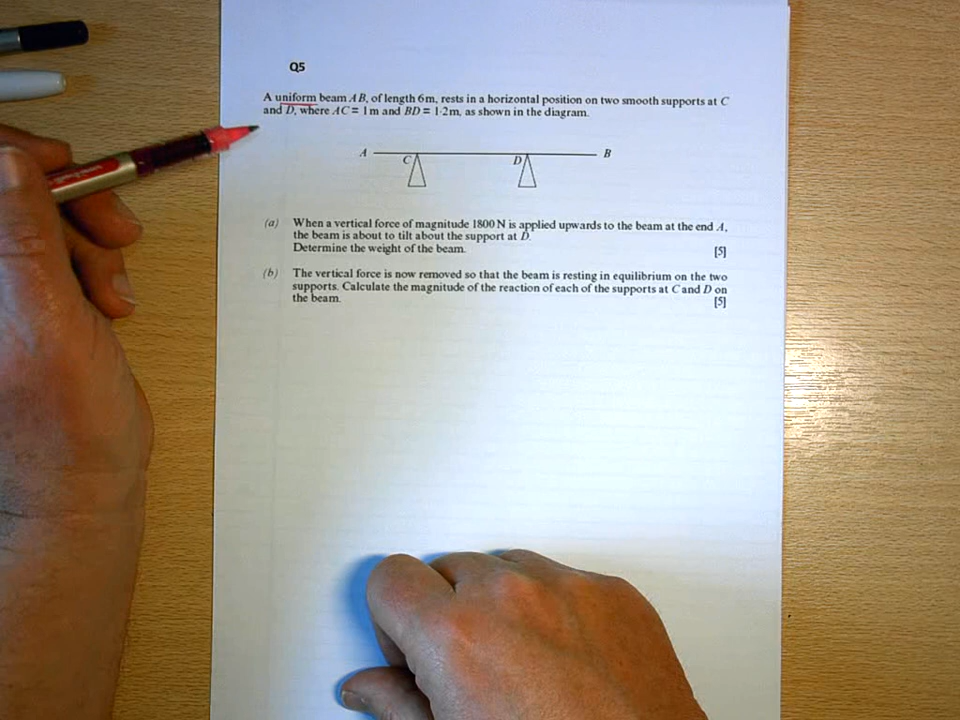 Q5
A uniform beam AB, of length 6m, rests in a horizontal position on two smooth supports at C
and D, where AC = 1m and BD = 1·2m, as shown in the diagram.
A C D B
(a) When a vertical force of magnitude 1800 N is applied upwards to the beam at the end A,
the beam is about to tilt about the support at D.
Determine the weight of the beam. [5]
(b) The vertical force is now removed so that the beam is resting in equilibrium on the two
supports. Calculate the magnitude of the reaction of each of the supports at C and D on
the beam. [5]